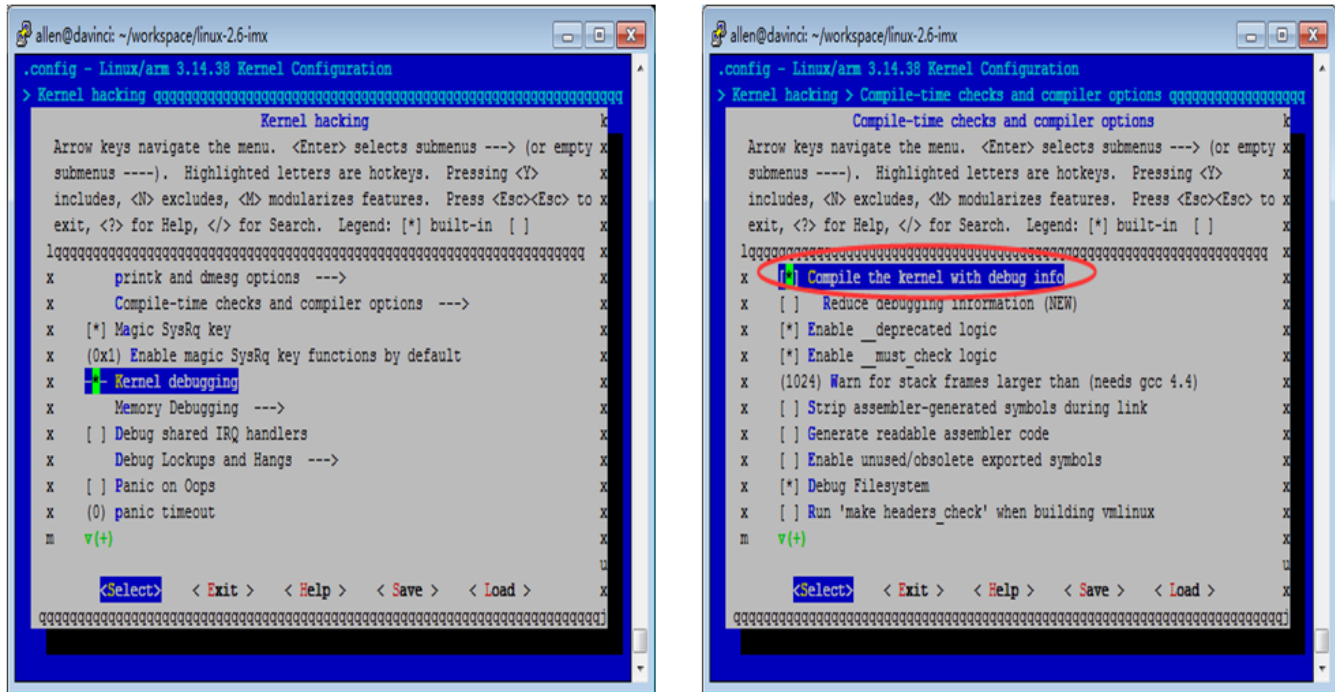 allen@davinci: ~/workspace/linux-2.6-imx
.config - Linux/arm 3.14.38 Kernel Configuration
> Kernel hacking qqqqqqqqqqqqqqqqqqqqqqqqqqqqqqqqqqqqqqqqqqqqqqqqqqqqqqqqqqqqq
Kernel hacking k
Arrow keys navigate the menu. <Enter> selects submenus ---> (or empty x
submenus ----). Highlighted letters are hotkeys. Pressing <Y> x
includes, <N> excludes, <M> modularizes features. Press <Esc><Esc> to x
exit, <?> for Help, </> for Search. Legend: [*] built-in [ ] x
lqqqqqqqqqqqqqqqqqqqqqqqqqqqqqqqqqqqqqqqqqqqqqqqqqqqqqqqqqqqqqqqqqqqq x
x printk and dmesg options ---> x
x Compile-time checks and compiler options ---> x
x [*] Magic SysRq key x
x (0x1) Enable magic SysRq key functions by default x
x -*- Kernel debugging x
x Memory Debugging ---> x
x [ ] Debug shared IRQ handlers x
x Debug Lockups and Hangs ---> x
x [ ] Panic on Oops x
x (0) panic timeout x
m v(+) x
u
<Select> < Exit > < Help > < Save > < Load > x
qqqqqqqqqqqqqqqqqqqqqqqqqqqqqqqqqqqqqqqqqqqqqqqqqqqqqqqqqqqqqqqqqqqqqqqqj
allen@davinci: ~/workspace/linux-2.6-imx
.config - Linux/arm 3.14.38 Kernel Configuration
> Kernel hacking > Compile-time checks and compiler options qqqqqqqqqqqqqqqqqq
Compile-time checks and compiler options k
Arrow keys navigate the menu. <Enter> selects submenus ---> (or empty x
submenus ----). Highlighted letters are hotkeys. Pressing <Y> x
includes, <N> excludes, <M> modularizes features. Press <Esc><Esc> to x
exit, <?> for Help, </> for Search. Legend: [*] built-in [ ] x
lqqqqqqqqqqqqqqqqqqqqqqqqqqqqqqqqqqqqqqqqqqqqqqqqqqqqqqqqqqqqqqqqqqqq x
x [*] Compile the kernel with debug info x
x [ ] Reduce debugging information (NEW) x
x [*] Enable __deprecated logic x
x [*] Enable __must_check logic x
x (1024) Warn for stack frames larger than (needs gcc 4.4) x
x [ ] Strip assembler-generated symbols during link x
x [ ] Generate readable assembler code x
x [ ] Enable unused/obsolete exported symbols x
x [*] Debug Filesystem x
x [ ] Run 'make headers_check' when building vmlinux x
m v(+) x
u
<Select> < Exit > < Help > < Save > < Load > x
qqqqqqqqqqqqqqqqqqqqqqqqqqqqqqqqqqqqqqqqqqqqqqqqqqqqqqqqqqqqqqqqqqqqqqqqj